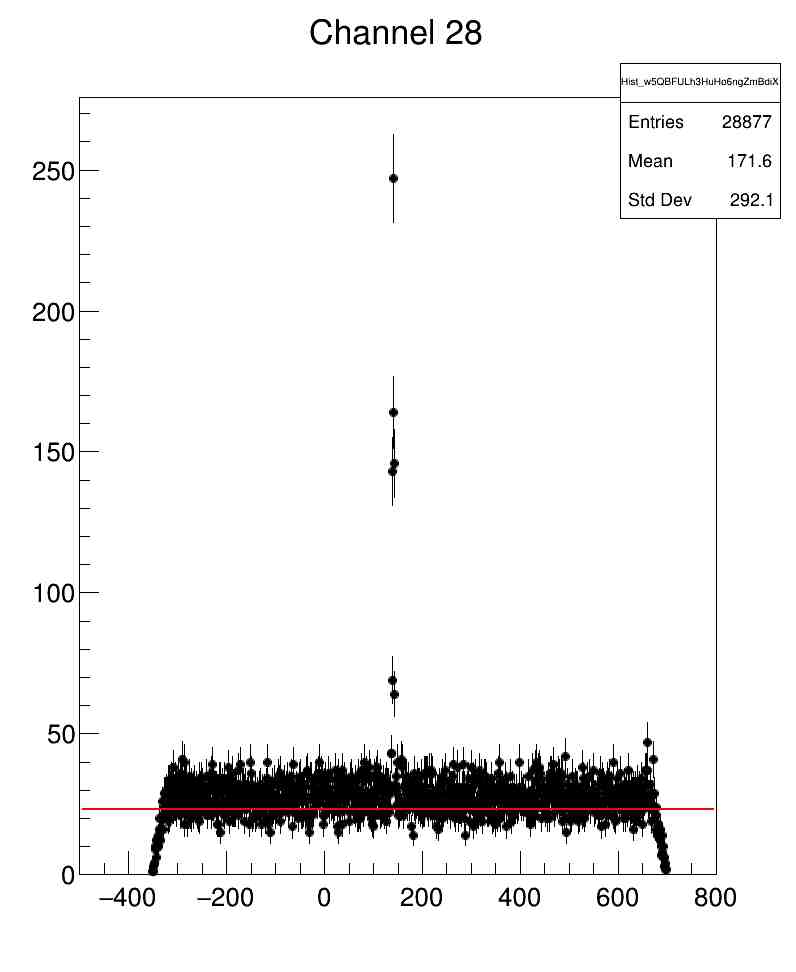 Channel 28
Hist_w5QBFULh3HuHo6ngZmBdiX
Entries 28877
Mean 171.6
Std Dev 292.1
250
200
150
100
50
0
−400 −200 0 200 400 600 800